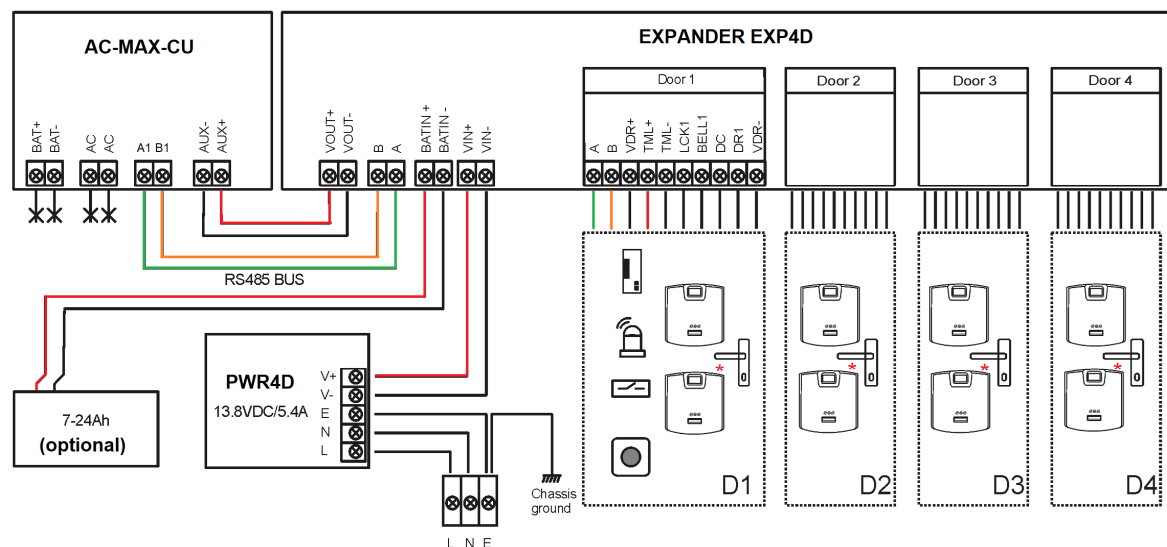 AC-MAX-CU
EXPANDER EXP4D
Door 1
Door 2
Door 3
Door 4
BAT+
BAT-
AC
AC
A1
B1
AUX-
AUX+
VOUT+
VOUT-
B
A
BATIN +
BATIN -
VIN+
VIN-
A
B
VDR+
TML+
TML-
LCK1
BELL1
DC
DR1
VDR-
RS485 BUS
PWR4D
13.8VDC/5.4A
V+
V-
E
N
L
7-24Ah
(optional)
Chassis
ground
L N E
*
*
*
*
D1
D2
D3
D4